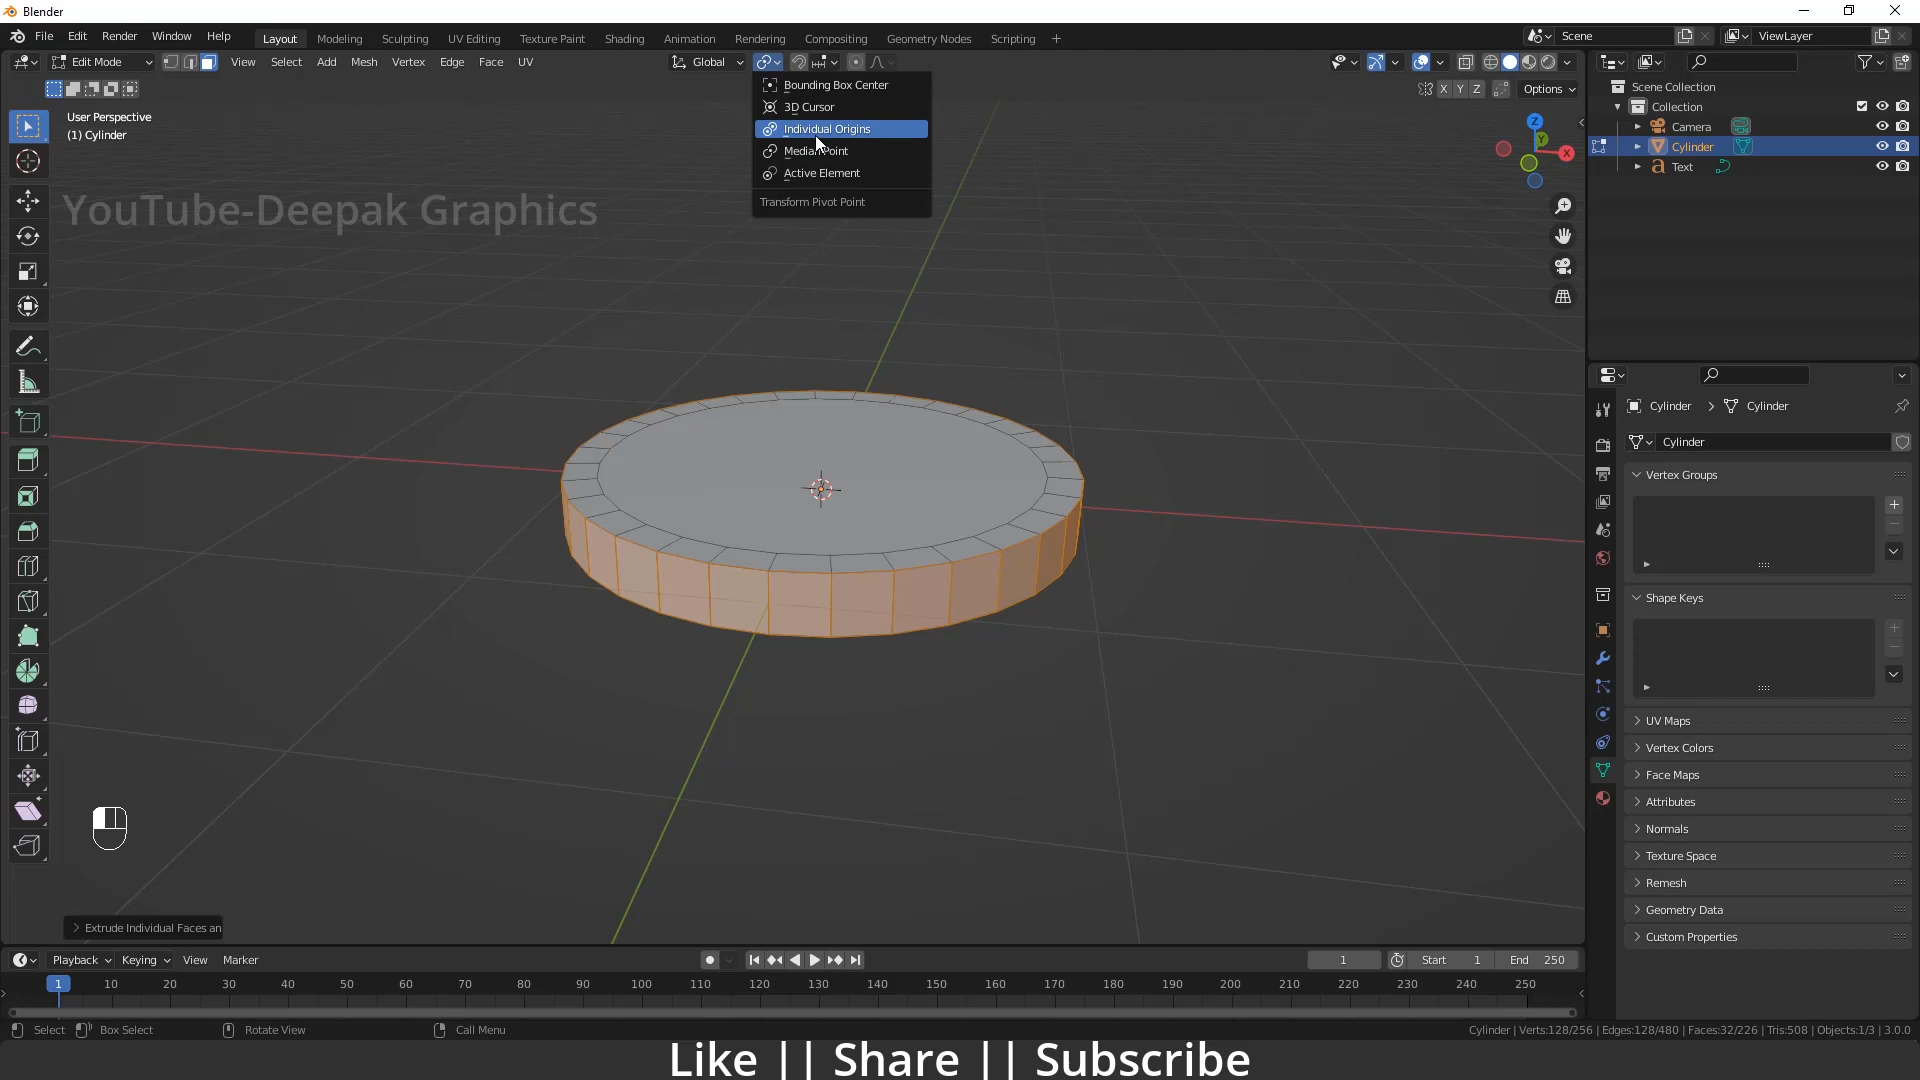 Blender
File Edit Render Window Help
Layout Modeling Sculpting UV Editing Texture Paint Shading Animation Rendering Compositing Geometry Nodes Scripting +
Scene
ViewLayer
Edit Mode
View Select Add Mesh Vertex Edge Face UV
Global
X Y Z
Options
User Perspective
(1) Cylinder
YouTube-Deepak Graphics
Bounding Box Center
3D Cursor
Individual Origins
Median Point
Active Element
Transform Pivot Point
Z
Y
X
Scene Collection
Collection
Camera
Cylinder
Text
Cylinder > Cylinder
Cylinder
Vertex Groups
Shape Keys
UV Maps
Vertex Colors
Face Maps
Attributes
Normals
Texture Space
Remesh
Geometry Data
Custom Properties
Extrude Individual Faces an
Playback Keying View Marker
1
Start 1
End 250
1 10 20 30 40 50 60 70 80 90 100 110 120 130 140 150 160 170 180 190 200 210 220 230 240 250
Select Box Select Rotate View Call Menu
Cylinder | Verts:128/256 | Edges:128/480 | Faces:32/226 | Tris:508 | Objects:1/3 | 3.0.0
Like || Share || Subscribe